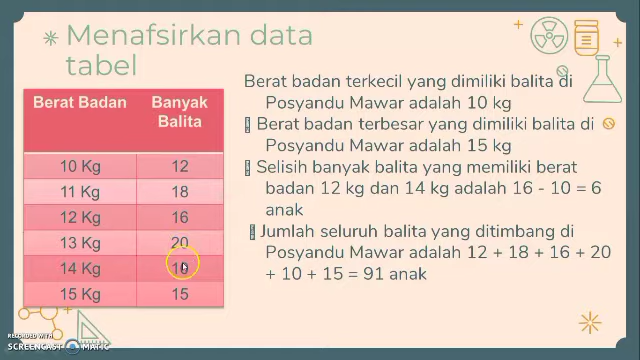 Menafsirkan data
tabel
Berat Badan Banyak
Balita
10 Kg 12
11 Kg 18
12 Kg 16
13 Kg 20
14 Kg 10
15 Kg 15
Berat badan terkecil yang dimiliki balita di
Posyandu Mawar adalah 10 kg
Berat badan terbesar yang dimiliki balita di
Posyandu Mawar adalah 15 kg
Selisih banyak balita yang memiliki berat
badan 12 kg dan 14 kg adalah 16 - 10 = 6
anak
Jumlah seluruh balita yang ditimbang di
Posyandu Mawar adalah 12 + 18 + 16 + 20
+ 10 + 15 = 91 anak
RECORDED WITH
SCREENCAST MATIC